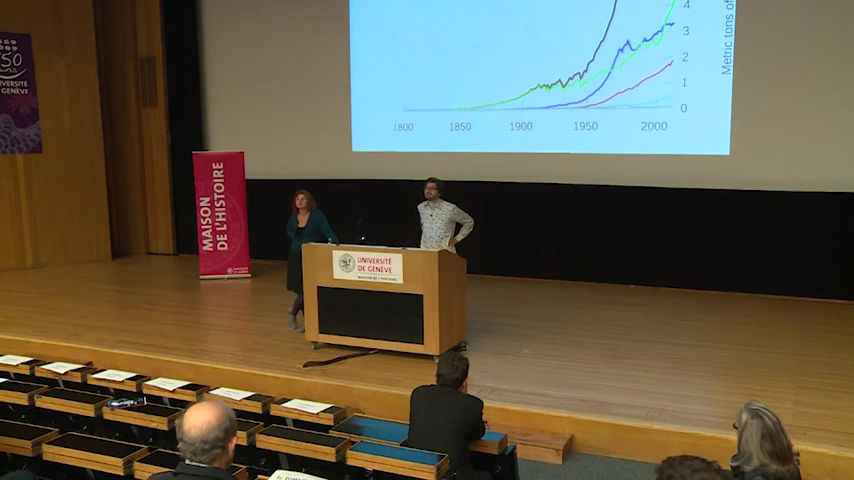 50
UNIVERSITÉ
DE GENÈVE
MAISON
DE L'HISTOIRE
4
3
2
1
0
Metric tons of
1800 1850 1900 1950 2000
UNIVERSITÉ
DE GENÈVE
MAISON DE L'HISTOIRE